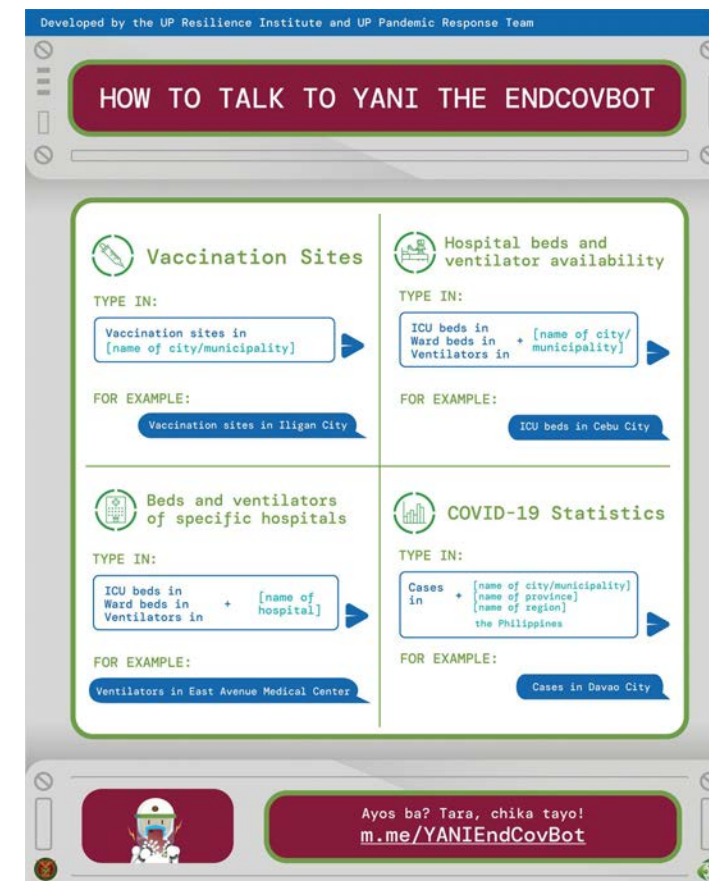 Developed by the UP Resilience Institute and UP Pandemic Response Team
HOW TO TALK TO YANI THE ENDCOVBOT
Vaccination Sites
TYPE IN:
Vaccination sites in
[name of city/municipality]
FOR EXAMPLE:
Vaccination sites in Iligan City
Hospital beds and
ventilator availability
TYPE IN:
ICU beds in
Ward beds in
Ventilators in
+
[name of city/
municipality]
FOR EXAMPLE:
ICU beds in Cebu City
Beds and ventilators
of specific hospitals
TYPE IN:
ICU beds in
Ward beds in
Ventilators in
+
[name of
hospital]
FOR EXAMPLE:
Ventilators in East Avenue Medical Center
COVID-19 Statistics
TYPE IN:
Cases
in
+
[name of city/municipality]
[name of province]
[name of region]
the Philippines
FOR EXAMPLE:
Cases in Davao City
Ayos ba? Tara, chika tayo!
m.me/YANIEndCovBot